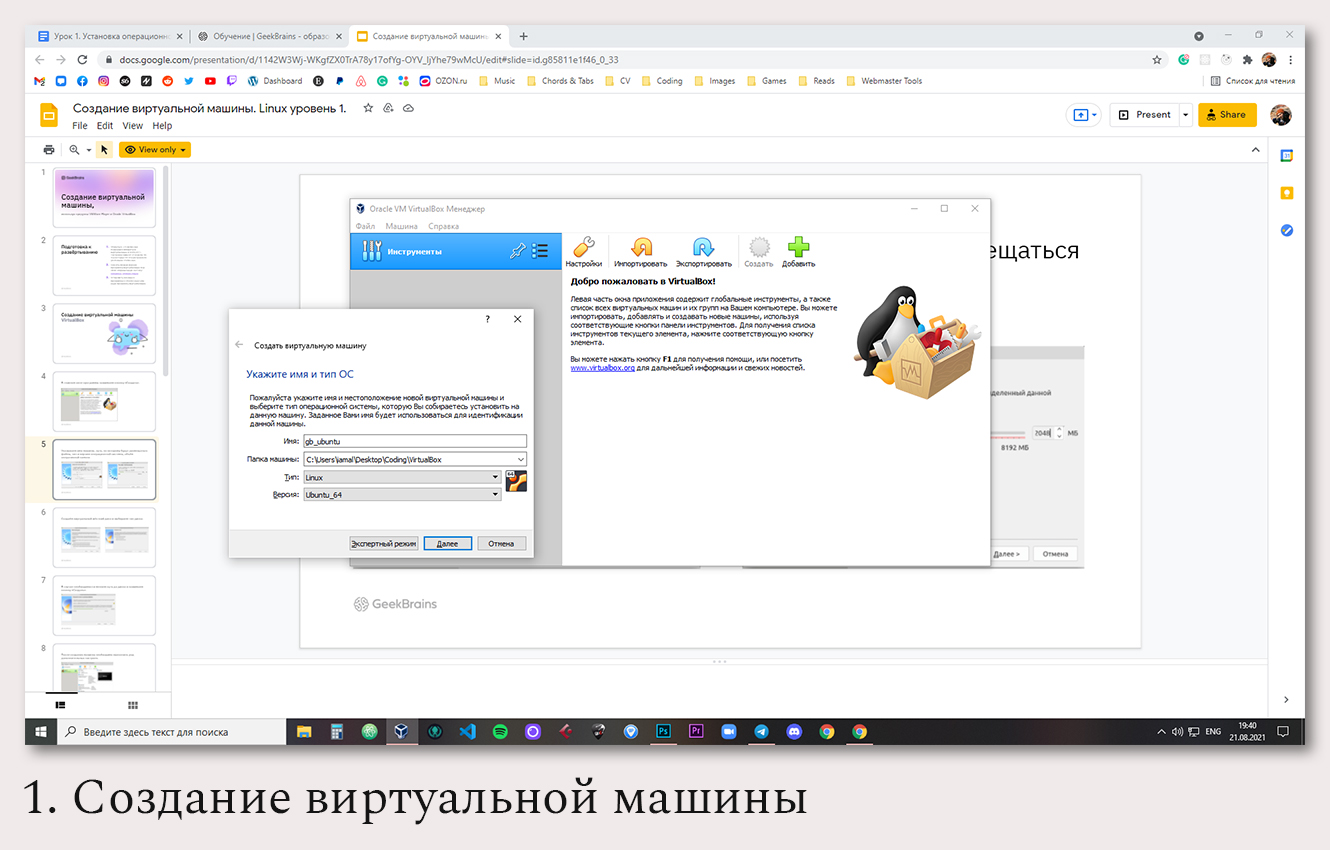 Урок 1. Установка операционн
Обучение | GeekBrains - образо
Создание виртуальной машины
docs.google.com/presentation/d/1142W3Wj-WKgfZX0TrA78y17ofYg-OYV_ljYhe79wMcU/edit#slide=id.g85811e1f46_0_33
Dashboard
OZON.ru
Music
Chords & Tabs
CV
Coding
Images
Games
Reads
Webmaster Tools
Список для чтения
Создание виртуальной машины. Linux уровень 1.
File Edit View Help
Present
Share
View only
1
GeekBrains
Создание виртуальной
машины,
2
Подготовка к
развёртыванию
3
Создание виртуальной машины
VirtualBox
4
5
6
7
8
ещаться
Oracle VM VirtualBox Менеджер
Файл Машина Справка
Инструменты
Настройки
Импортировать
Экспортировать
Создать
Добавить
Добро пожаловать в VirtualBox!
Левая часть окна приложения содержит глобальные инструменты, а также
список всех виртуальных машин и их групп на Вашем компьютере. Вы можете
импортировать, добавлять и создавать новые машины, используя
соответствующие кнопки панели инструментов. Для получения списка
инструментов текущего элемента, нажмите соответствующую кнопку
элемента.
Вы можете нажать кнопку F1 для получения помощи, или посетить
www.virtualbox.org для дальнейшей информации и свежих новостей.
?
Создать виртуальную машину
Укажите имя и тип ОС
Пожалуйста укажите имя и местоположение новой виртуальной машины и
выберите тип операционной системы, которую Вы собираетесь установить на
данную машину. Заданное Вами имя будет использоваться для идентификации
данной машины.
Имя: gb_ubuntu
Папка машины: C:\Users\iamal\Desktop\Coding\VirtualBox
Тип: Linux
64
Версия: Ubuntu_64
Экспертный режим
Далее
Отмена
деленный данной
2048 МБ
8192 МБ
Далее >
Отмена
GeekBrains
Введите здесь текст для поиска
Ps
Pr
ENG
19:40
21.08.2021
1. Создание виртуальной машины